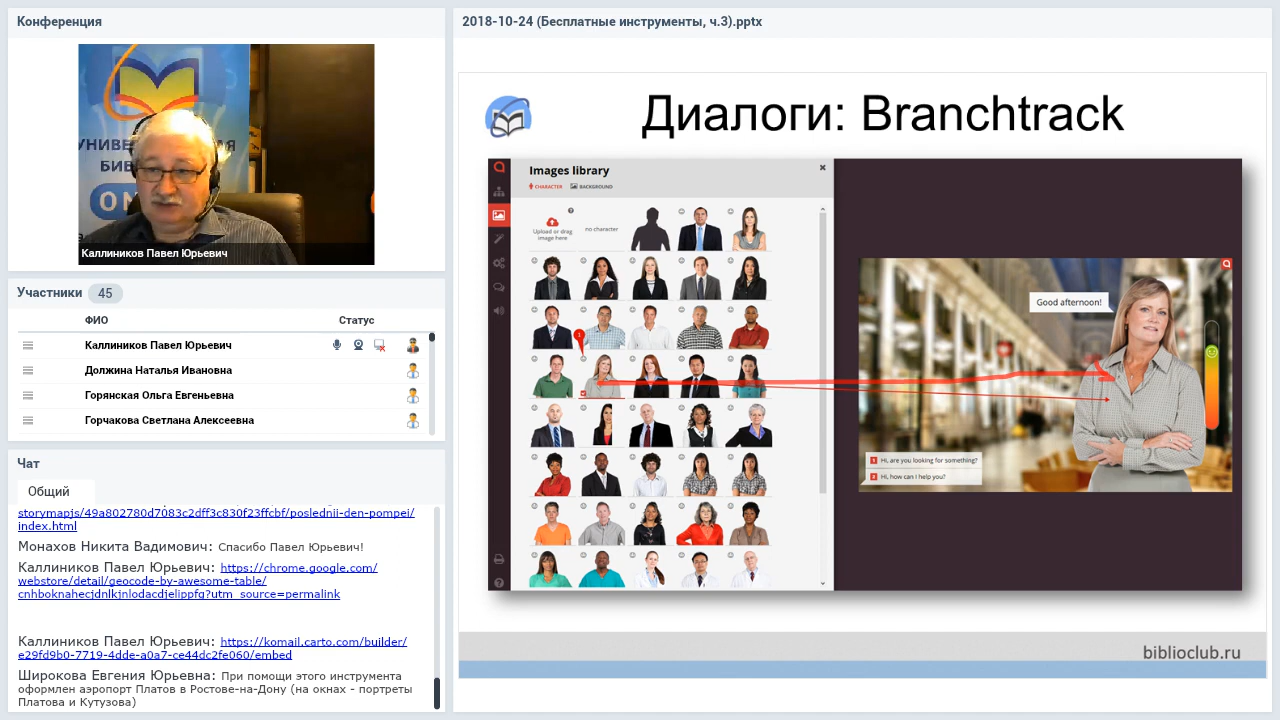 Конференция
УНИВЕ
АЯ
БИБ
ON
Каллиников Павел Юрьевич
Участники 45
ФИО Статус
Каллиников Павел Юрьевич
Должина Наталья Ивановна
Горянская Ольга Евгеньевна
Горчакова Светлана Алексеевна
Чат
Общий
storymapjs/49a802780d7083c2dff3c830f23ffcbf/poslednii-den-pompei/
index.html
Монахов Никита Вадимович: Спасибо Павел Юрьевич!
Каллиников Павел Юрьевич: https://chrome.google.com/
webstore/detail/geocode-by-awesome-table/
cnhboknahecjdnlkjnlodacdjelippfg?utm_source=permalink
Каллиников Павел Юрьевич: https://komail.carto.com/builder/
e29fd9b0-7719-4dde-a0a7-ce44dc2fe060/embed
Широкова Евгения Юрьевна: При помощи этого инструмента
оформлен аэропорт Платов в Ростове-на-Дону (на окнах - портреты
Платова и Кутузова)
2018-10-24 (Бесплатные инструменты, ч.3).pptx
Диалоги: Branchtrack
Images library
CHARACTER BACKGROUND
Upload or drag
image here
no character
1
Good afternoon!
Hi, are you looking for something?
Hi, how can I help you?
biblioclub.ru